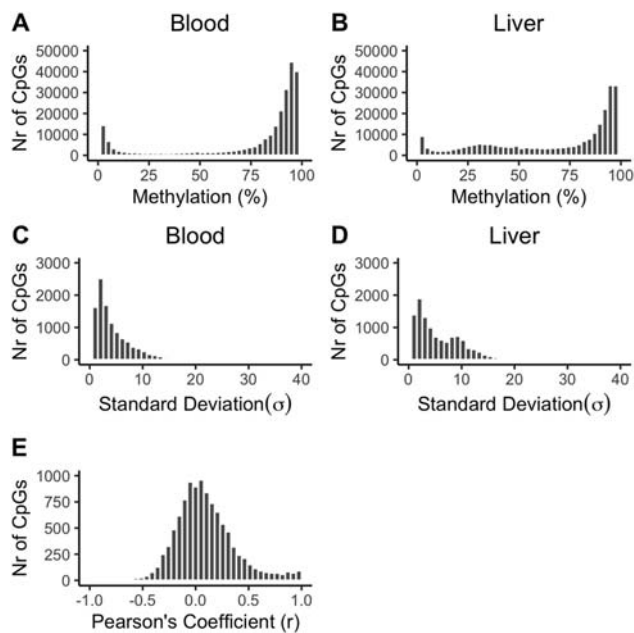 A Blood
Nr of CpGs
50000
40000
30000
20000
10000
0
0 25 50 75 100
Methylation (%)
B Liver
Nr of CpGs
50000
40000
30000
20000
10000
0
0 25 50 75 100
Methylation (%)
C Blood
Nr of CpGs
3000
2000
1000
0
0 10 20 30 40
Standard Deviation(σ)
D Liver
Nr of CpGs
3000
2000
1000
0
0 10 20 30 40
Standard Deviation(σ)
E
Nr of CpGs
1000
750
500
250
0
-1.0 -0.5 0.0 0.5 1.0
Pearson's Coefficient (r)